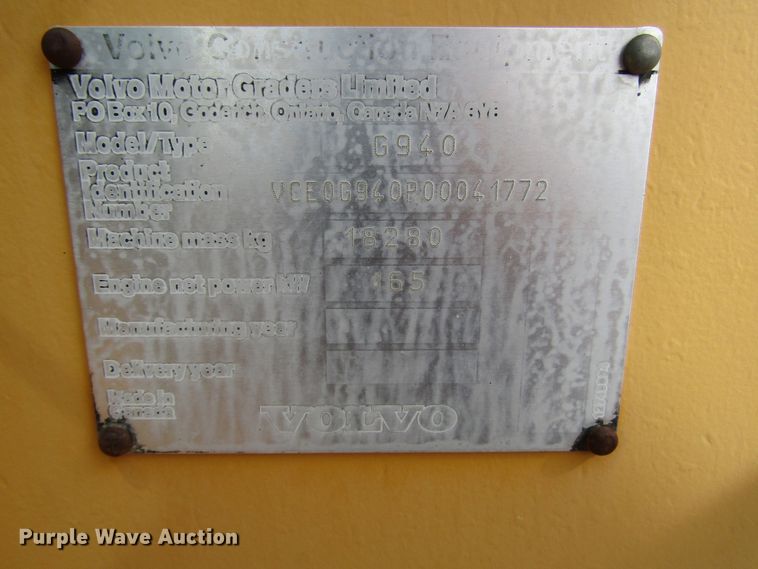 Volvo Construction Equipment
Volvo Motor Graders Limited
PO Box 10, Goderich, Ontario, Canada N7A 3Y6
Model/Type G940
Product
Identification VCE0G940P00041772
Number
Machine mass kg 18280
Engine net power kW 165
Manufacturing year
Delivery year
Made in
Canada
VOLVO
Purple Wave Auction